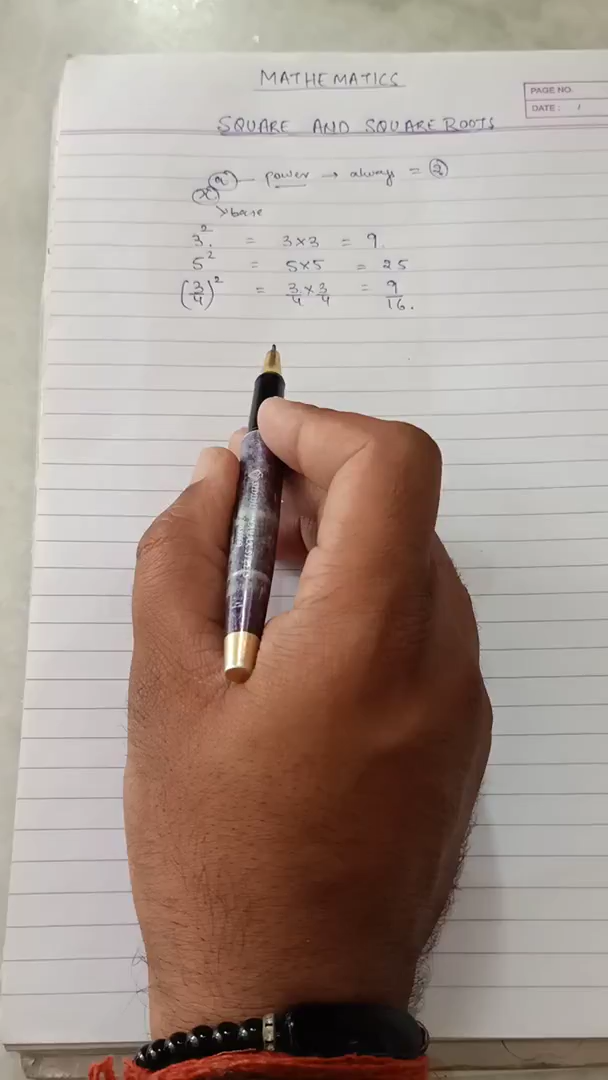 MATHEMATICS
PAGE NO.
DATE: /
SQUARE AND SQUARE ROOTS
x^n — power → always = 2
base
3². = 3×3 = 9.
5² = 5×5 = 25
(3/4)² = 3/4 × 3/4 = 9/16.